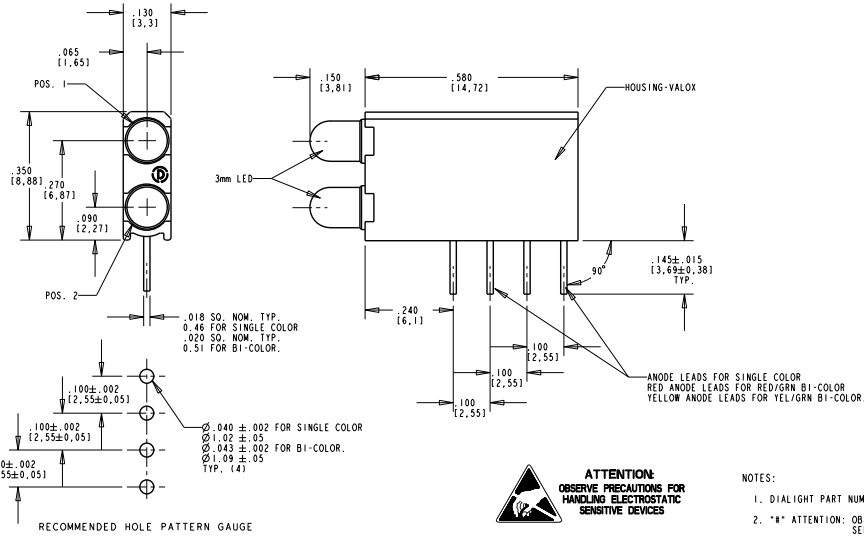 .130
[3,3]
.065
[1,65]
POS. 1
.350
[8,88]
.270
[6,87]
.090
[2,27]
POS. 2
.018 SQ. NOM. TYP.
0.46 FOR SINGLE COLOR
.020 SQ. NOM. TYP.
0.51 FOR BI-COLOR.
.150
[3,81]
.580
[14,72]
HOUSING-VALOX
3mm LED
.145±.015
[3,69±0,38]
TYP.
90°
.240
[6,1]
.100
[2,55]
.100
[2,55]
.100
[2,55]
ANODE LEADS FOR SINGLE COLOR
RED ANODE LEADS FOR RED/GRN BI-COLOR
YELLOW ANODE LEADS FOR YEL/GRN BI-COLOR.
.100±.002
[2,55±0,05]
.100±.002
[2,55±0,05]
0±.002
55±0,05]
Ø.040 ±.002 FOR SINGLE COLOR
Ø1.02 ±.05
Ø.043 ±.002 FOR BI-COLOR.
Ø1.09 ±.05
TYP. (4)
RECOMMENDED HOLE PATTERN GAUGE
ATTENTION:
OBSERVE PRECAUTIONS FOR
HANDLING ELECTROSTATIC
SENSITIVE DEVICES
NOTES:
1. DIALIGHT PART NUM
2. "#" ATTENTION: OB
SE